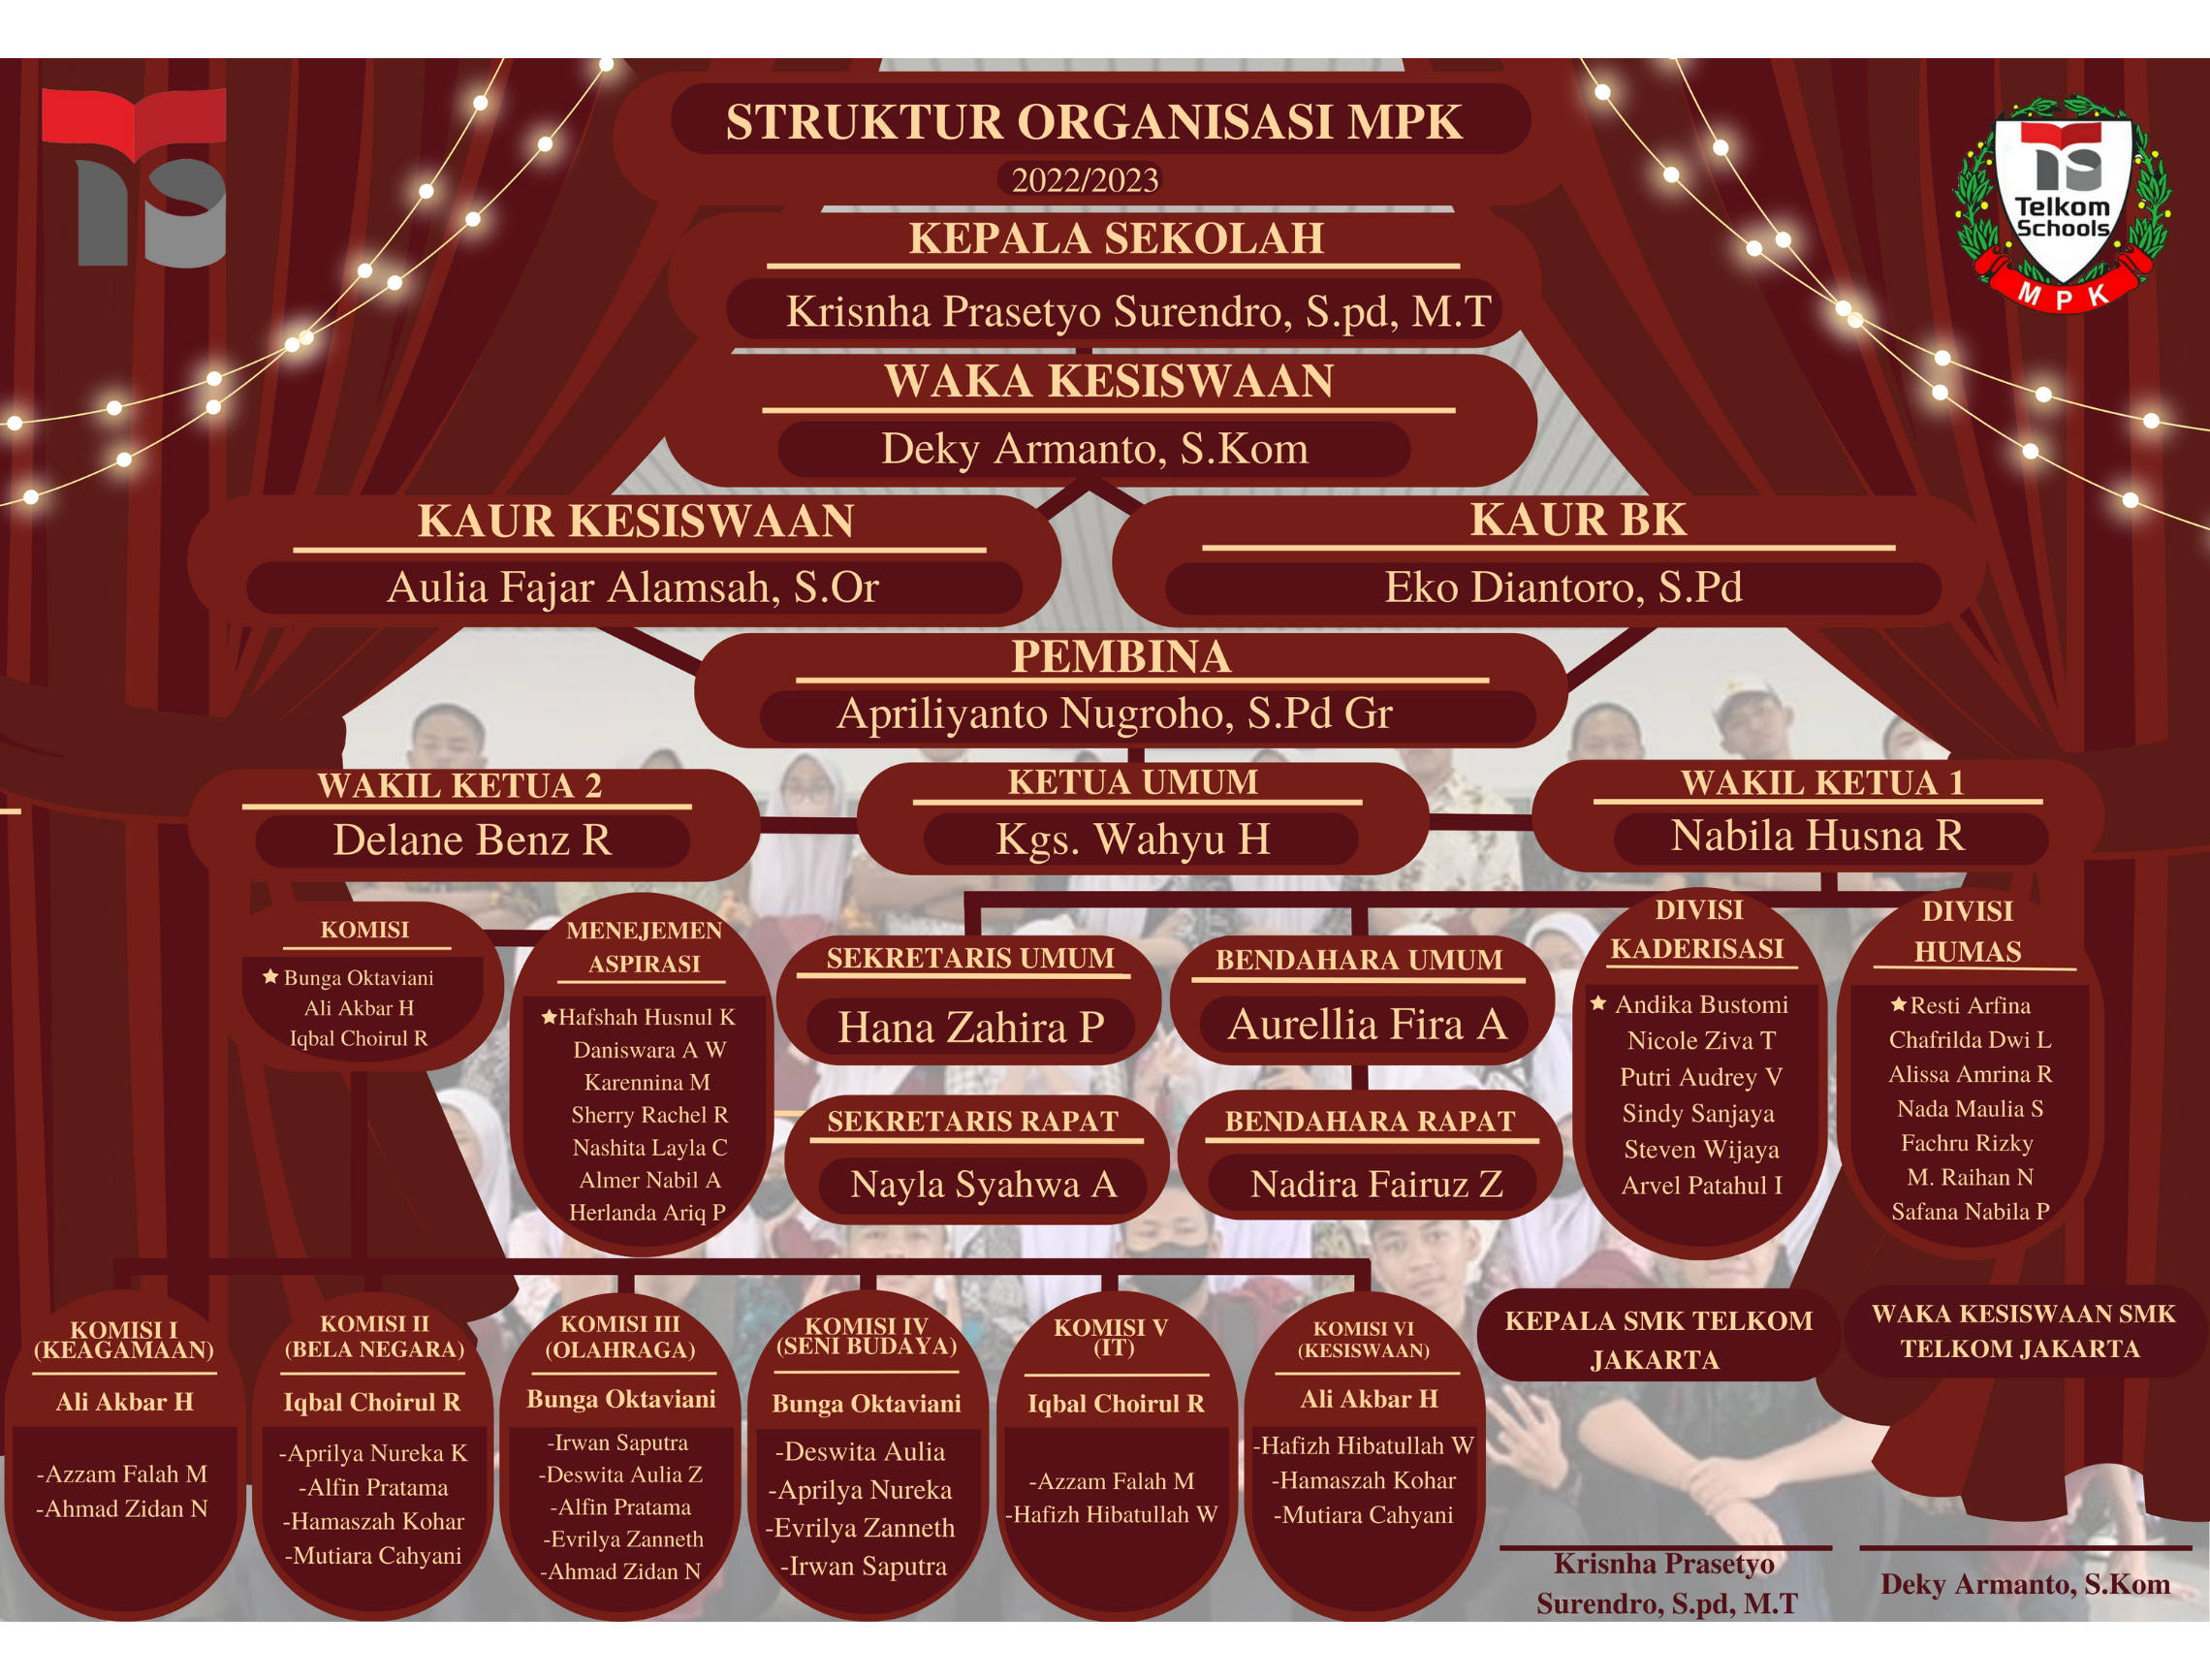 STRUKTUR ORGANISASI MPK
2022/2023
Telkom
Schools
MPK
KEPALA SEKOLAH
Krisnha Prasetyo Surendro, S.pd, M.T
WAKA KESISWAAN
Deky Armanto, S.Kom
KAUR KESISWAAN
Aulia Fajar Alamsah, S.Or
KAUR BK
Eko Diantoro, S.Pd
PEMBINA
Apriliyanto Nugroho, S.Pd Gr
WAKIL KETUA 2
Delane Benz R
KETUA UMUM
Kgs. Wahyu H
WAKIL KETUA 1
Nabila Husna R
KOMISI
Bunga Oktaviani
Ali Akbar H
Iqbal Choirul R
MENEJEMEN
ASPIRASI
Hafshah Husnul K
Daniswara A W
Karennina M
Sherry Rachel R
Nashita Layla C
Almer Nabil A
Herlanda Ariq P
SEKRETARIS UMUM
Hana Zahira P
BENDAHARA UMUM
Aurellia Fira A
SEKRETARIS RAPAT
Nayla Syahwa A
BENDAHARA RAPAT
Nadira Fairuz Z
DIVISI
KADERISASI
Andika Bustomi
Nicole Ziva T
Putri Audrey V
Sindy Sanjaya
Steven Wijaya
Arvel Patahul I
DIVISI
HUMAS
Resti Arfina
Chafrilda Dwi L
Alissa Amrina R
Nada Maulia S
Fachru Rizky
M. Raihan N
Safana Nabila P
KOMISI I
(KEAGAMAAN)
Ali Akbar H
-Azzam Falah M
-Ahmad Zidan N
KOMISI II
(BELA NEGARA)
Iqbal Choirul R
-Aprilya Nureka K
-Alfin Pratama
-Hamaszah Kohar
-Mutiara Cahyani
KOMISI III
(OLAHRAGA)
Bunga Oktaviani
-Irwan Saputra
-Deswita Aulia Z
-Alfin Pratama
-Evrilya Zanneth
-Ahmad Zidan N
KOMISI IV
(SENI BUDAYA)
Bunga Oktaviani
-Deswita Aulia
-Aprilya Nureka
-Evrilya Zanneth
-Irwan Saputra
KOMISI V
(IT)
Iqbal Choirul R
-Azzam Falah M
-Hafizh Hibatullah W
KOMISI VI
(KESISWAAN)
Ali Akbar H
-Hafizh Hibatullah W
-Hamaszah Kohar
-Mutiara Cahyani
KEPALA SMK TELKOM
JAKARTA
Krisnha Prasetyo
Surendro, S.pd, M.T
WAKA KESISWAAN SMK
TELKOM JAKARTA
Deky Armanto, S.Kom